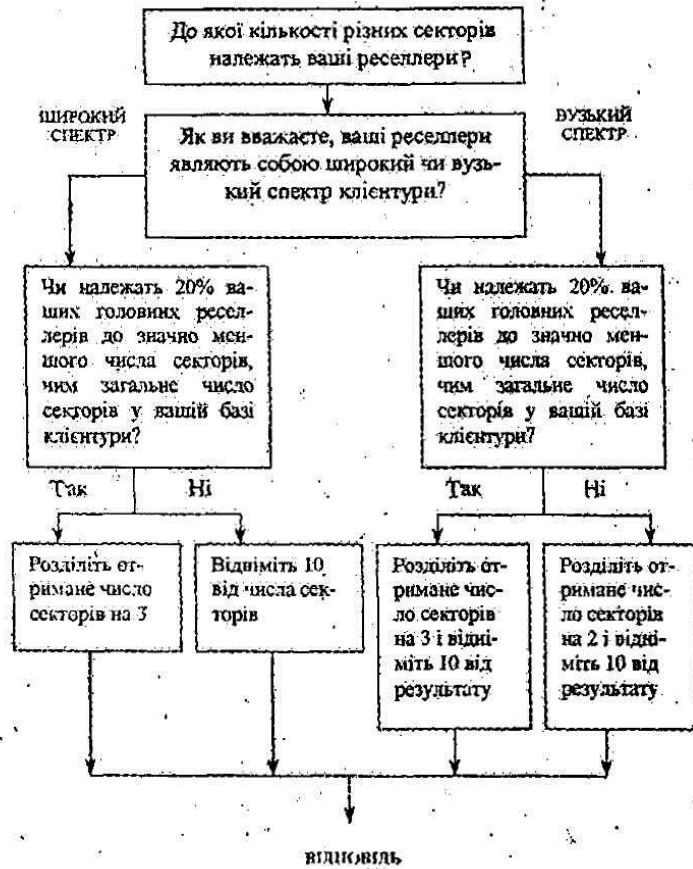 До якої кількості різних секторів
належать ваші реселлери?
ШИРОКИЙ
СПЕКТР
ВУЗЬКИЙ
СПЕКТР
Як ви вважаєте, ваші реселлери
являють собою широкий чи вузь-
кий спектр клієнтури?
Чи належать 20% ва-
ших головних ресел-
лерів до значно мен-
шого числа секторів,
чим загальне число
секторів у вашій базі
клієнтури?
Чи належать 20% ва-
ших головних ресел-
лерів до значно мен-
шого числа секторів,
чим загальне число
секторів у вашій базі
клієнтури?
Так
Ні
Так
Ні
Розділіть от-
римане число
секторів на 3
Відніміть 10
від числа сек-
торів
Розділіть от-
римане чис-
ло секторів
на 3 і відні-
міть 10 від
результату
Розділіть от-
римане чис-
ло секторів
на 2 і відні-
міть 10 від
результату
ВІДПОВІДЬ